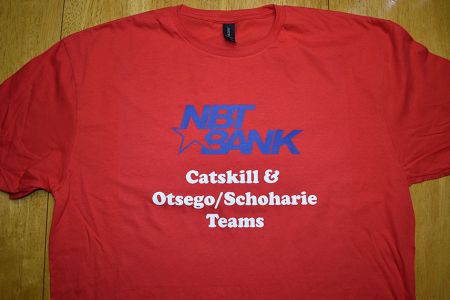 NBT
BANK
Catskill &
Otsego/Schoharie
Teams